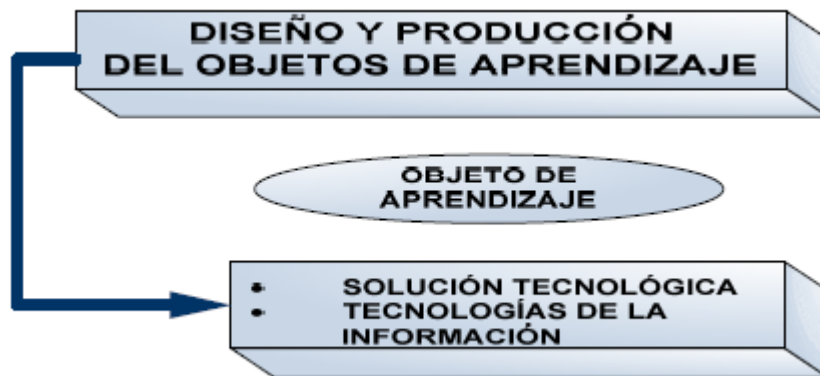 DISEÑO Y PRODUCCIÓN
DEL OBJETOS DE APRENDIZAJE
OBJETO DE
APRENDIZAJE
• SOLUCIÓN TECNOLÓGICA
• TECNOLOGÍAS DE LA
INFORMACIÓN